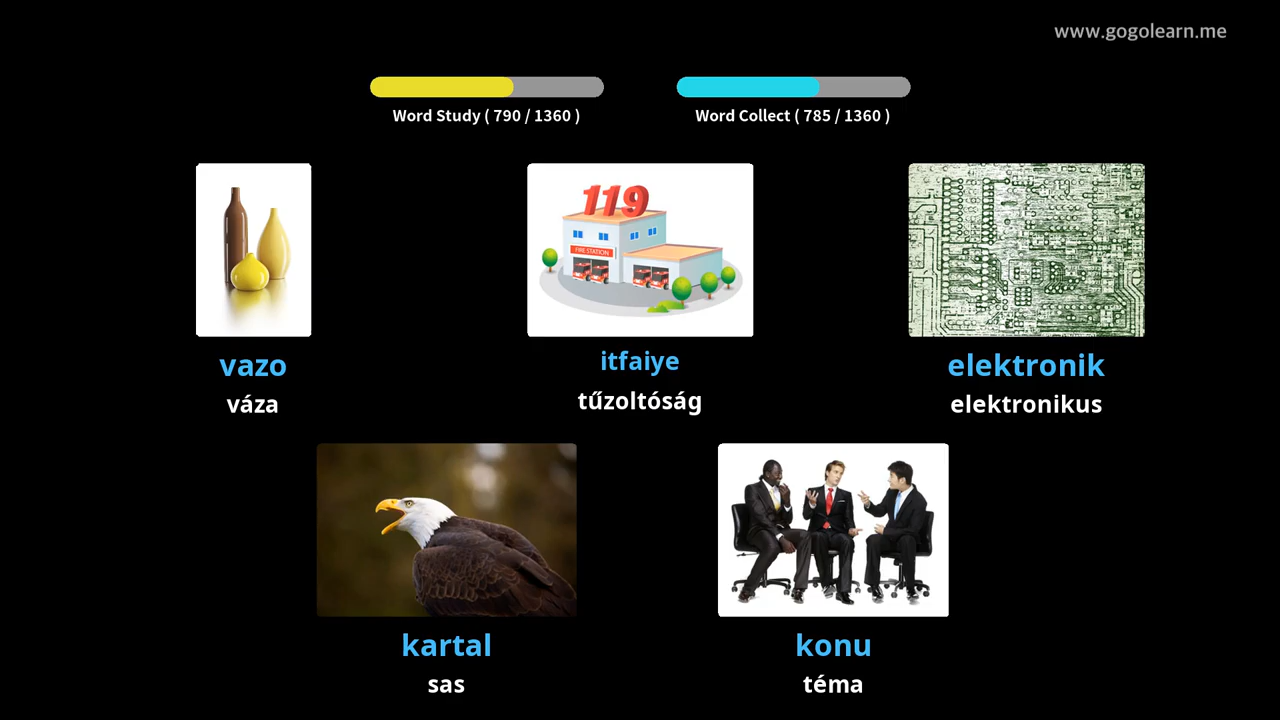 www.gogolearn.me
Word Study ( 790 / 1360 )
Word Collect ( 785 / 1360 )
119
FIRE STATION
vazo
váza
itfaiye
tűzoltóság
elektronik
elektronikus
kartal
sas
konu
téma